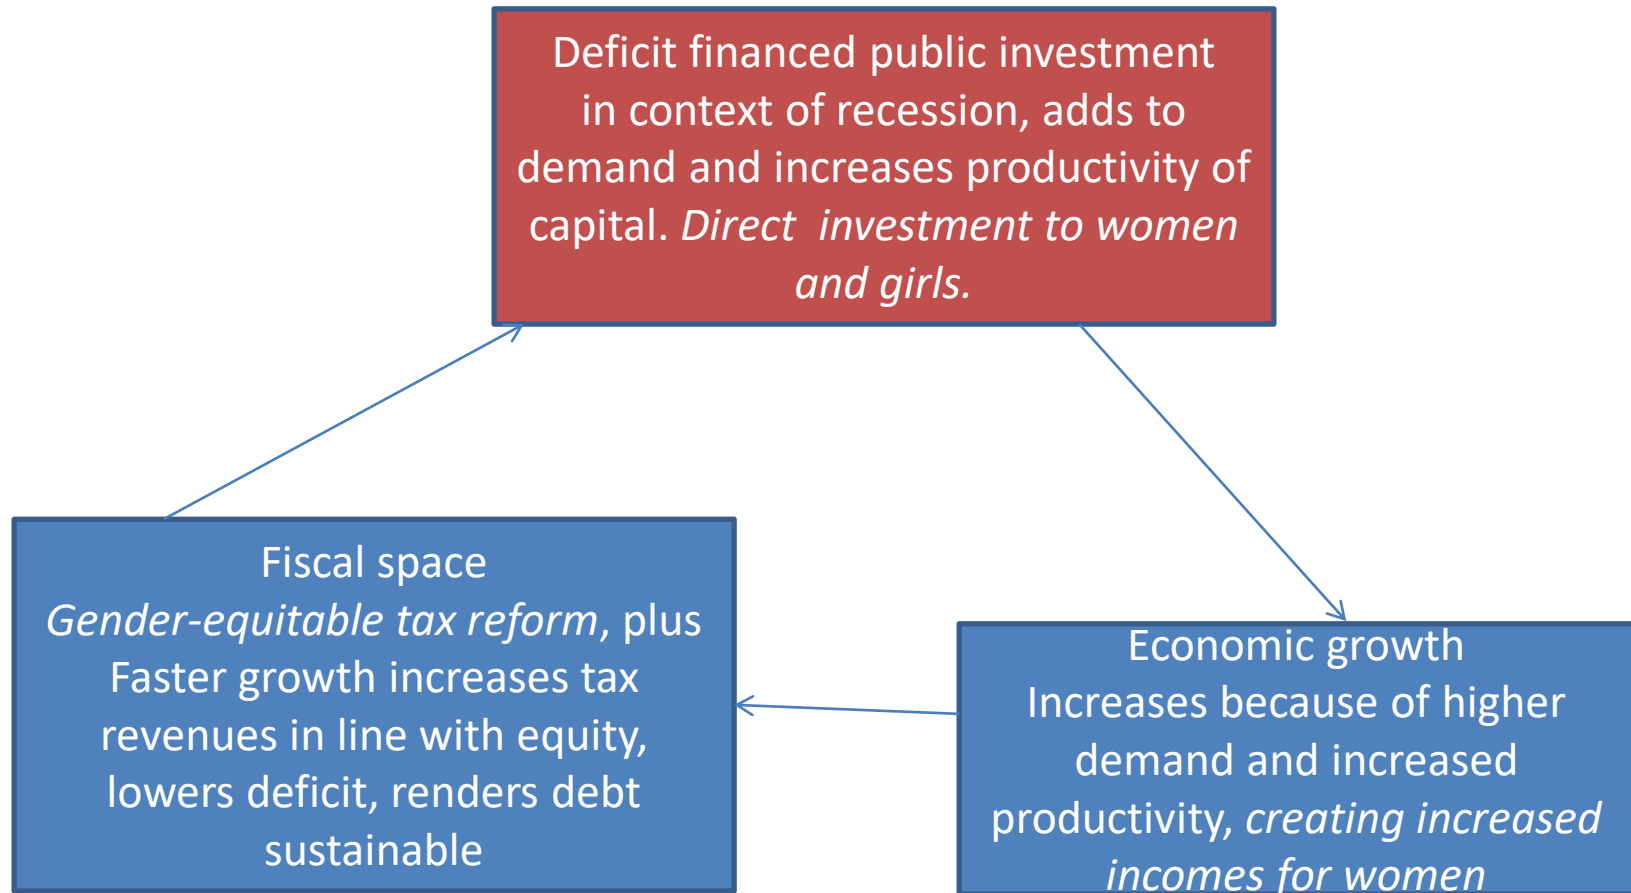 Deficit financed public investment
in context of recession, adds to
demand and increases productivity of
capital. Direct  investment to women
and girls.
Fiscal space
Gender-equitable tax reform, plus
Faster growth increases tax
revenues in line with equity,
lowers deficit, renders debt
sustainable
Economic growth
Increases because of higher
demand and increased
productivity, creating increased
incomes for women